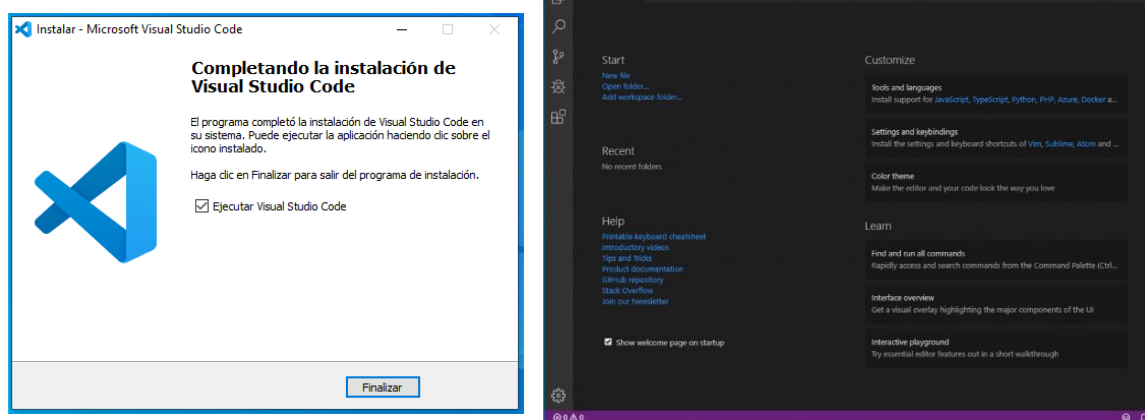 Instalar - Microsoft Visual Studio Code
Completando la instalación de
Visual Studio Code
El programa completó la instalación de Visual Studio Code en
su sistema. Puede ejecutar la aplicación haciendo clic sobre el
icono instalado.
Haga clic en Finalizar para salir del programa de instalación.
Ejecutar Visual Studio Code
Finalizar
Start
New file
Open folder...
Add workspace folder...
Recent
No recent folders
Help
Printable keyboard cheatsheet
Introductory videos
Tips and Tricks
Product documentation
GitHub repository
Stack Overflow
Join our Newsletter
Show welcome page on startup
Customize
Tools and languages
Install support for JavaScript, TypeScript, Python, PHP, Azure, Docker a...
Settings and keybindings
Install the settings and keyboard shortcuts of Vim, Sublime, Atom and ...
Color theme
Make the editor and your code look the way you love
Learn
Find and run all commands
Rapidly access and search commands from the Command Palette (Ctrl...
Interface overview
Get a visual overlay highlighting the major components of the UI
Interactive playground
Try essential editor features out in a short walkthrough
0 0